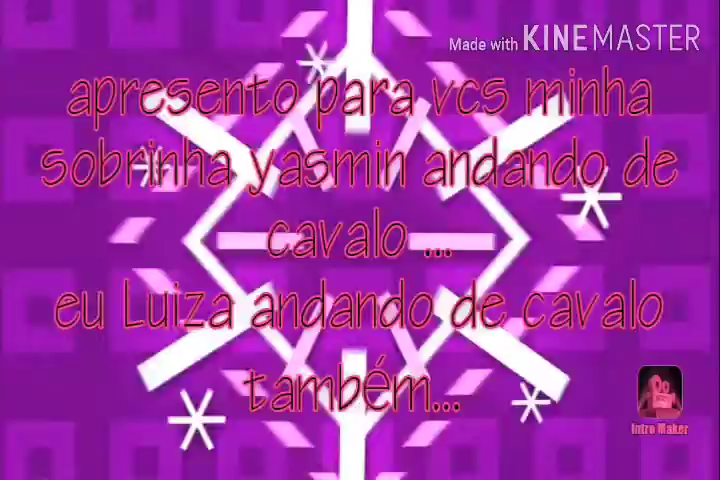 Made with KINEMASTER
apresento para vcs minha
sobrinha yasmin andando de
cavalo ...
eu Luiza andando de cavalo
também...
Intro Maker